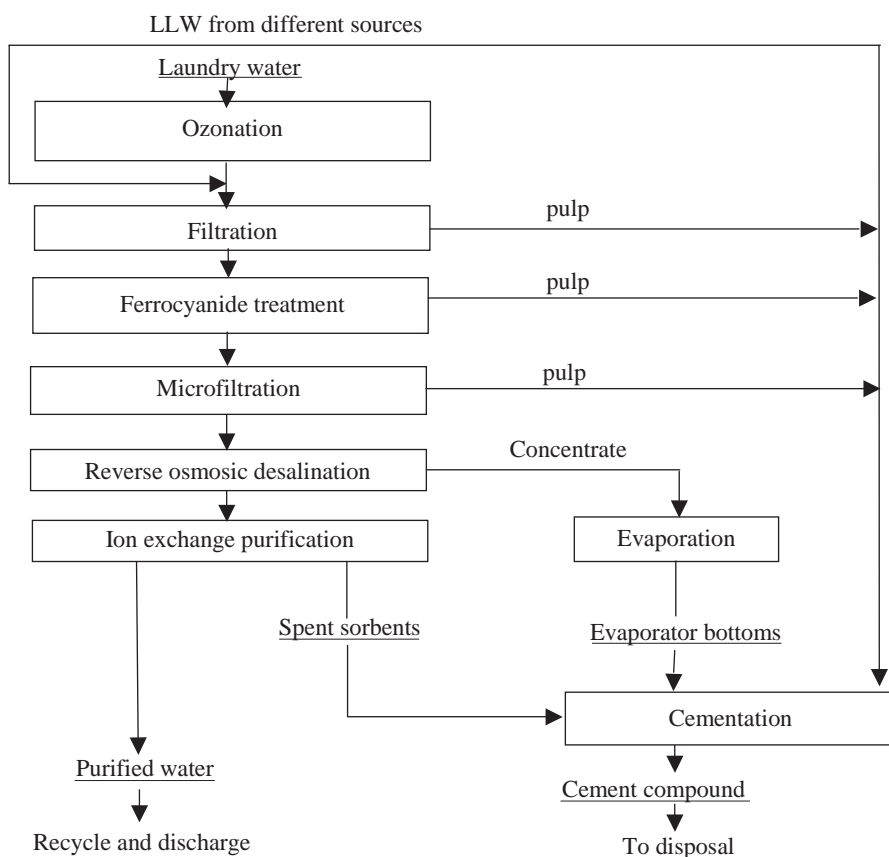 LLW from different sources
Laundry water
Ozonation
Filtration
pulp
Ferrocyanide treatment
pulp
Microfiltration
pulp
Reverse osmosic desalination
Concentrate
Ion exchange purification
Evaporation
Spent sorbents
Evaporator bottoms
Cementation
Purified water
Cement compound
Recycle and discharge
To disposal